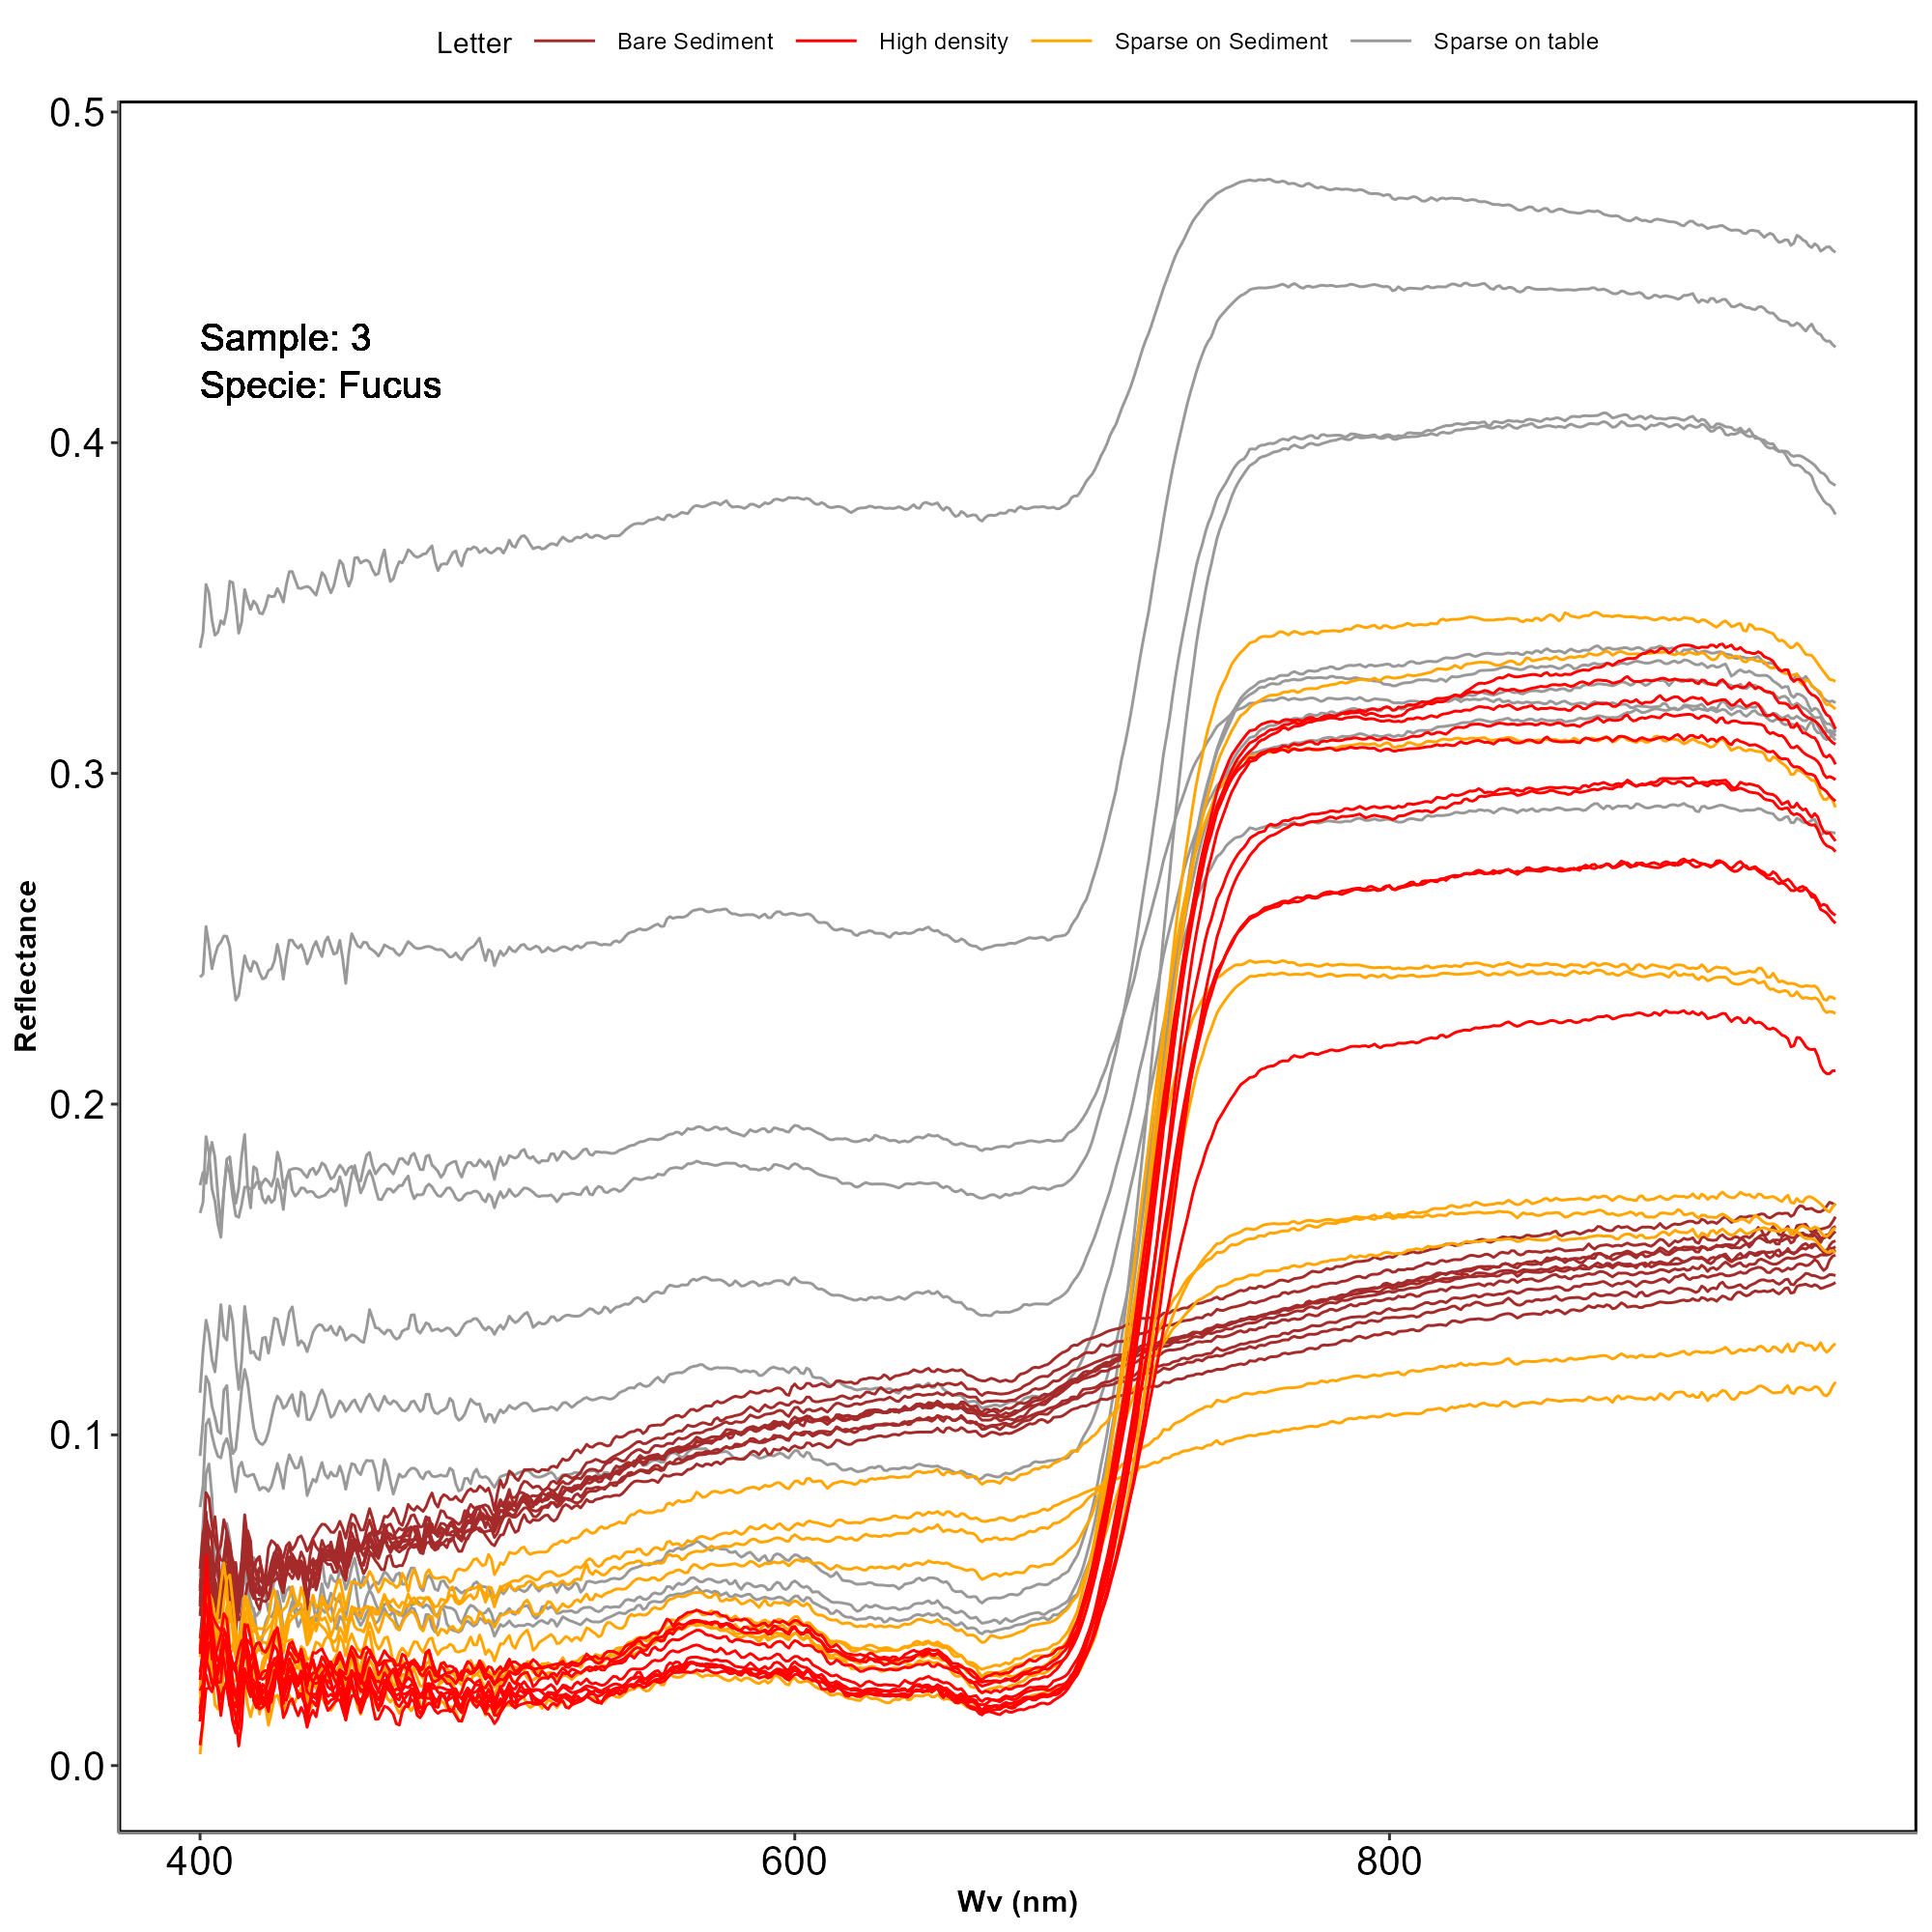 Letter Bare Sediment High density Sparse on Sediment Sparse on table
0.5
Sample: 3
Specie: Fucus
0.4
0.3
Reflectance
0.2
0.1
0.0
400 600 800
Wv (nm)